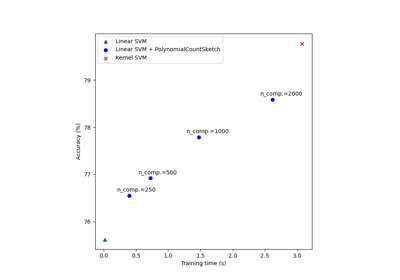 Linear SVM
Linear SVM + PolynomialCountSketch
Kernel SVM
79
n_comp.=2000
78
n_comp.=1000
Accuracy (%)
77
n_comp.=500
n_comp.=250
76
0.0 0.5 1.0 1.5 2.0 2.5 3.0
Training time (s)